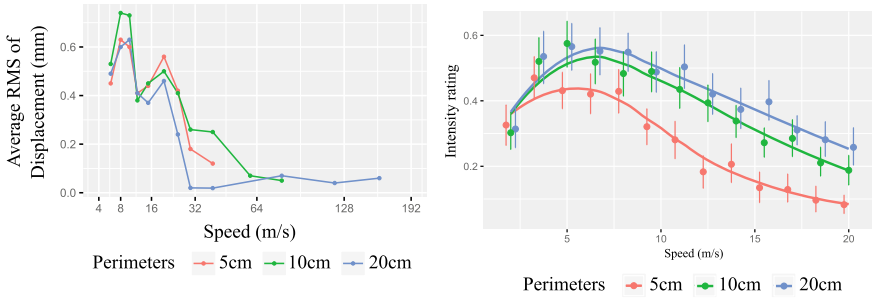 Average RMS of
Displacement (mm)
0.6
0.4
0.2
0.0
4 8 16 32 64 128 192
Speed (m/s)
Perimeters 5cm 10cm 20cm
Intensity rating
0.6
0.4
0.2
5 10 15 20
Speed (m/s)
Perimeters 5cm 10cm 20cm